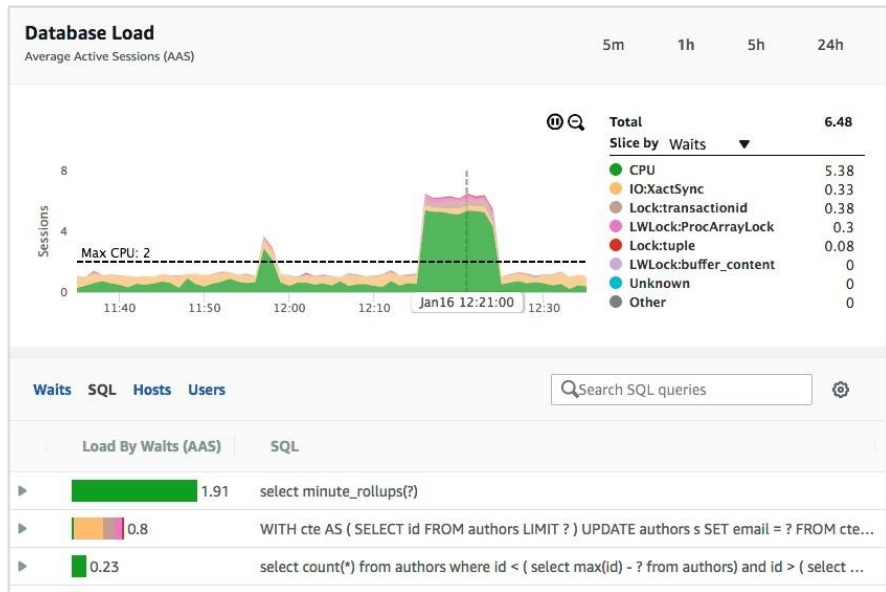 Database Load
Average Active Sessions (AAS)
5m 1h 5h 24h
Total 6.48
Slice by Waits
CPU 5.38
IO:XactSync 0.33
Lock:transactionid 0.38
LWLock:ProcArrayLock 0.3
Lock:tuple 0.08
LWLock:buffer_content 0
Unknown 0
Other 0
Sessions
8
4
Max CPU: 2
0
11:40 11:50 12:00 12:10 Jan16 12:21:00 12:30
Waits SQL Hosts Users
Search SQL queries
Load By Waits (AAS) SQL
1.91 select minute_rollups(?)
0.8 WITH cte AS ( SELECT id FROM authors LIMIT ? ) UPDATE authors s SET email = ? FROM cte...
0.23 select count(*) from authors where id < ( select max(id) - ? from authors) and id > ( select ...